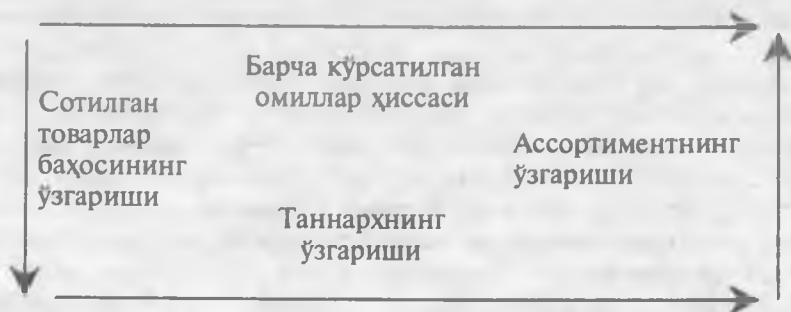 Барча кўрсатилган
омиллар ҳиссаси
Сотилган
товарлар
баҳосининг
ўзгариши
Ассортиментнинг
ўзгариши
Таннархнинг
ўзгариши